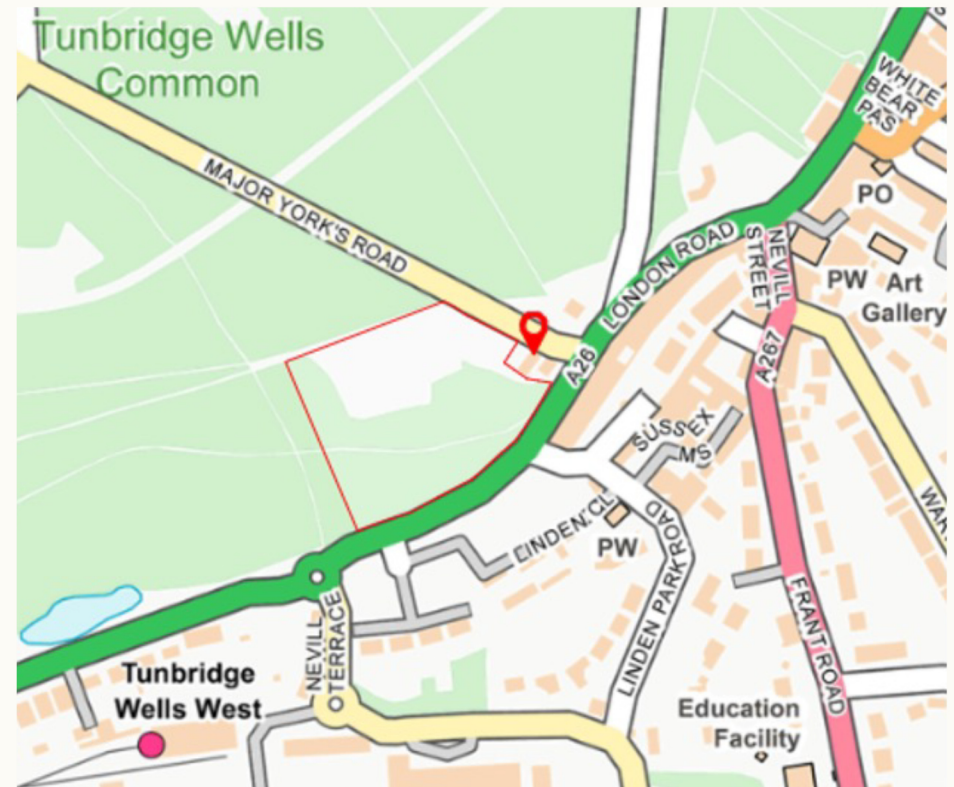 Tunbridge Wells
Common
WHITE
BEAR
PAS
MAJOR YORK'S ROAD
PO
LONDON ROAD
NEVILL
STREET
PW
Art
Gallery
A26
A267
SUSSEX
MS
LINDEN CL
PW
LINDEN PARK ROAD
WAR
NEVILL
TERRACE
FRANT ROAD
Tunbridge
Wells West
Education
Facility